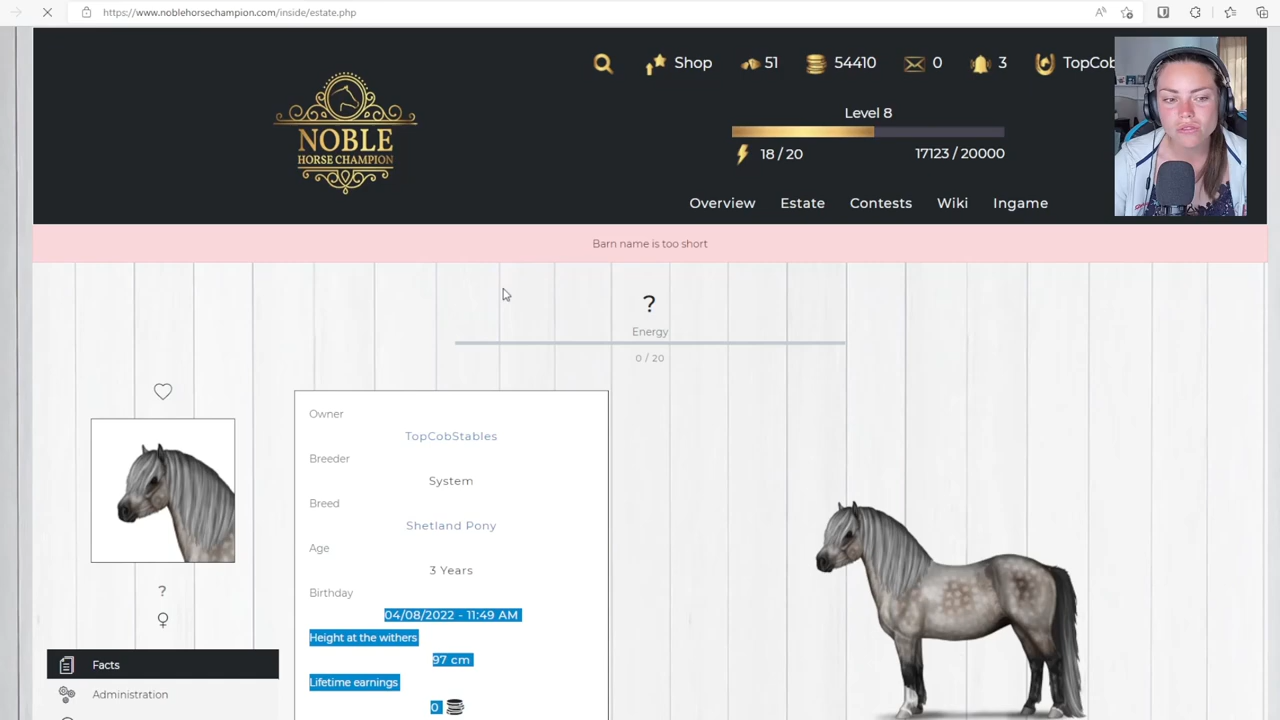 https://www.noblehorsechampion.com/inside/estate.php
Shop 51 54410 0 3 TopCob
NOBLE
HORSE CHAMPION
Level 8
18 / 20 17123 / 20000
Overview Estate Contests Wiki Ingame
Barn name is too short
?
Energy
0 / 20
Owner
TopCobStables
Breeder
System
Breed
Shetland Pony
Age
3 Years
Birthday
04/08/2022 - 11:49 AM
Height at the withers
97 cm
Lifetime earnings
0
?
♀
Facts
Administration